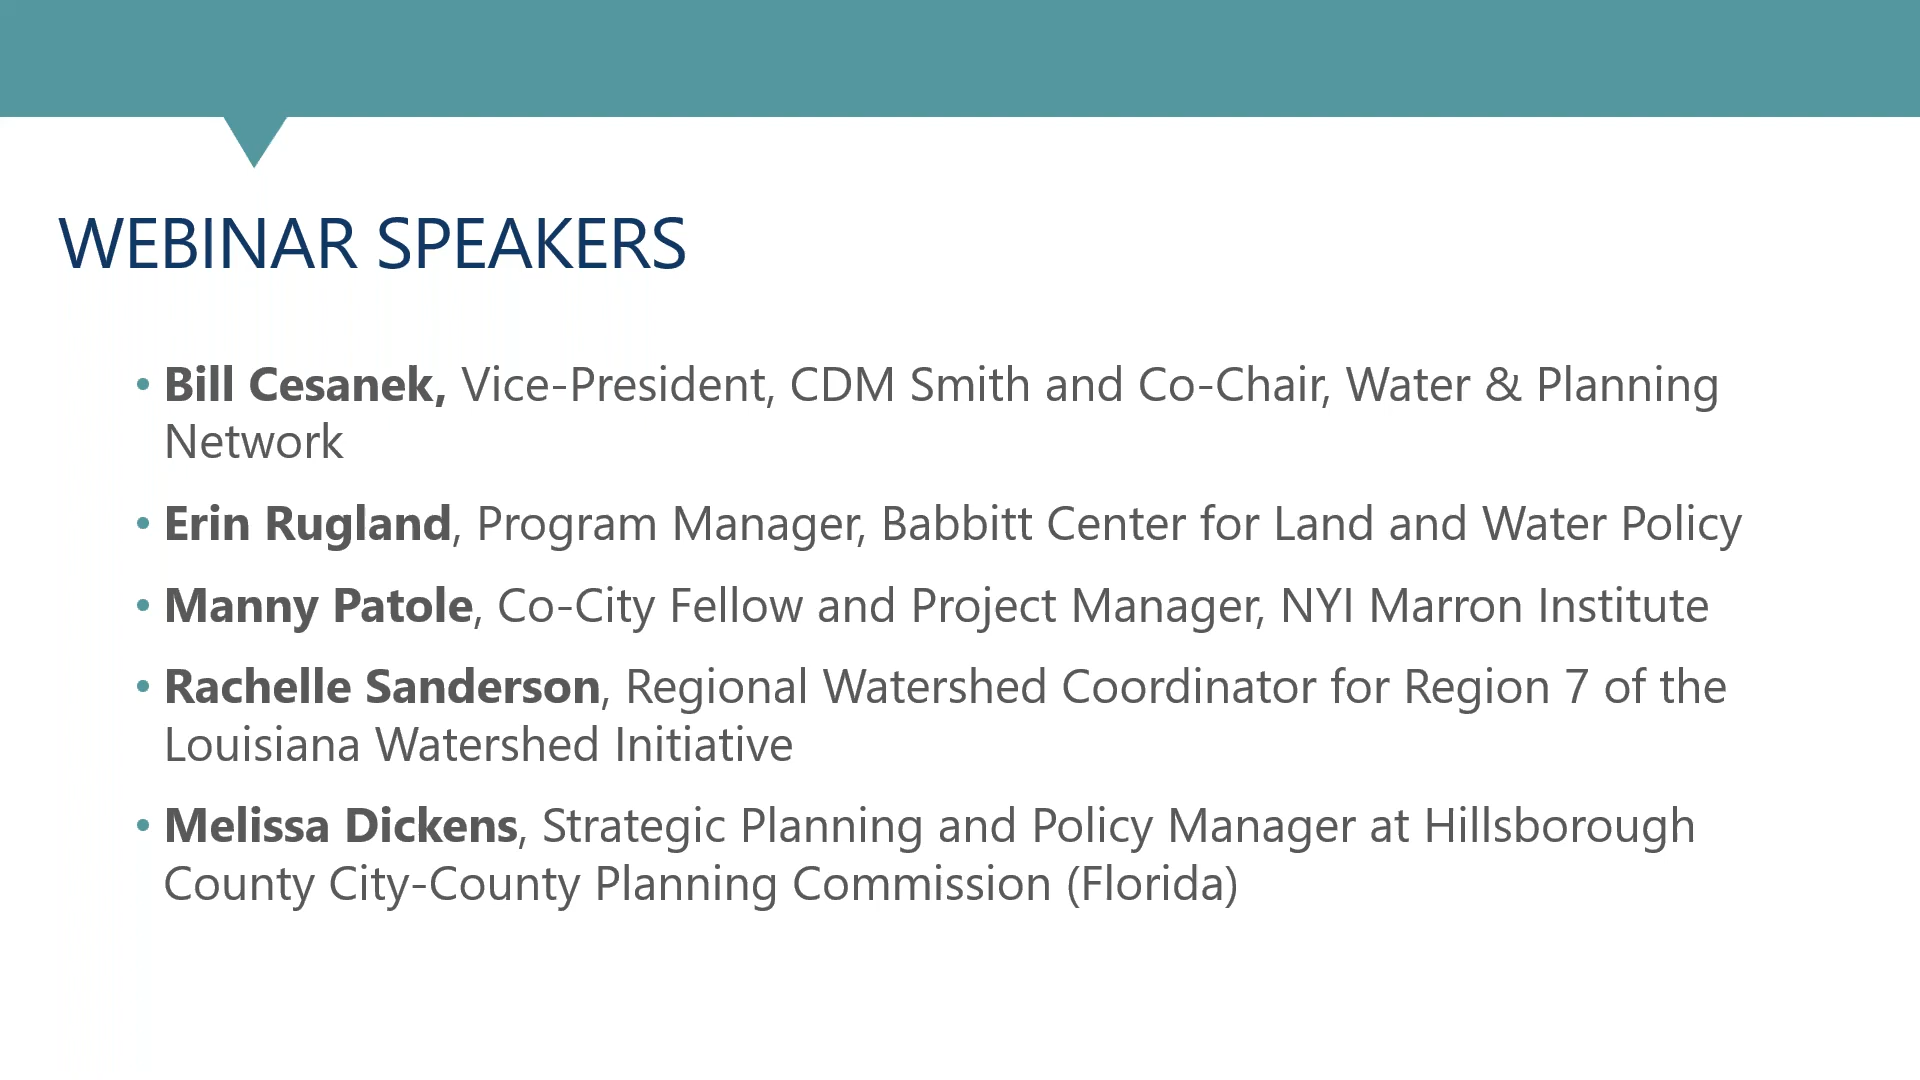 WEBINAR SPEAKERS
• Bill Cesanek, Vice-President, CDM Smith and Co-Chair, Water & Planning
Network
• Erin Rugland, Program Manager, Babbitt Center for Land and Water Policy
• Manny Patole, Co-City Fellow and Project Manager, NYI Marron Institute
• Rachelle Sanderson, Regional Watershed Coordinator for Region 7 of the
Louisiana Watershed Initiative
• Melissa Dickens, Strategic Planning and Policy Manager at Hillsborough
County City-County Planning Commission (Florida)